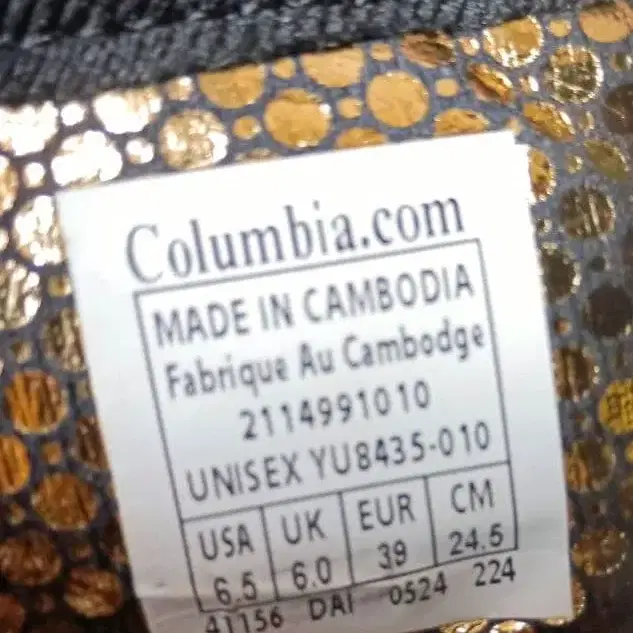 Columbia.com
MADE IN CAMBODIA
Fabrique Au Cambodge
2114991010
UNISEX YU8435-010
USA UK EUR CM
6.5 6.0 39 24.5
41156 DAI 0524 224